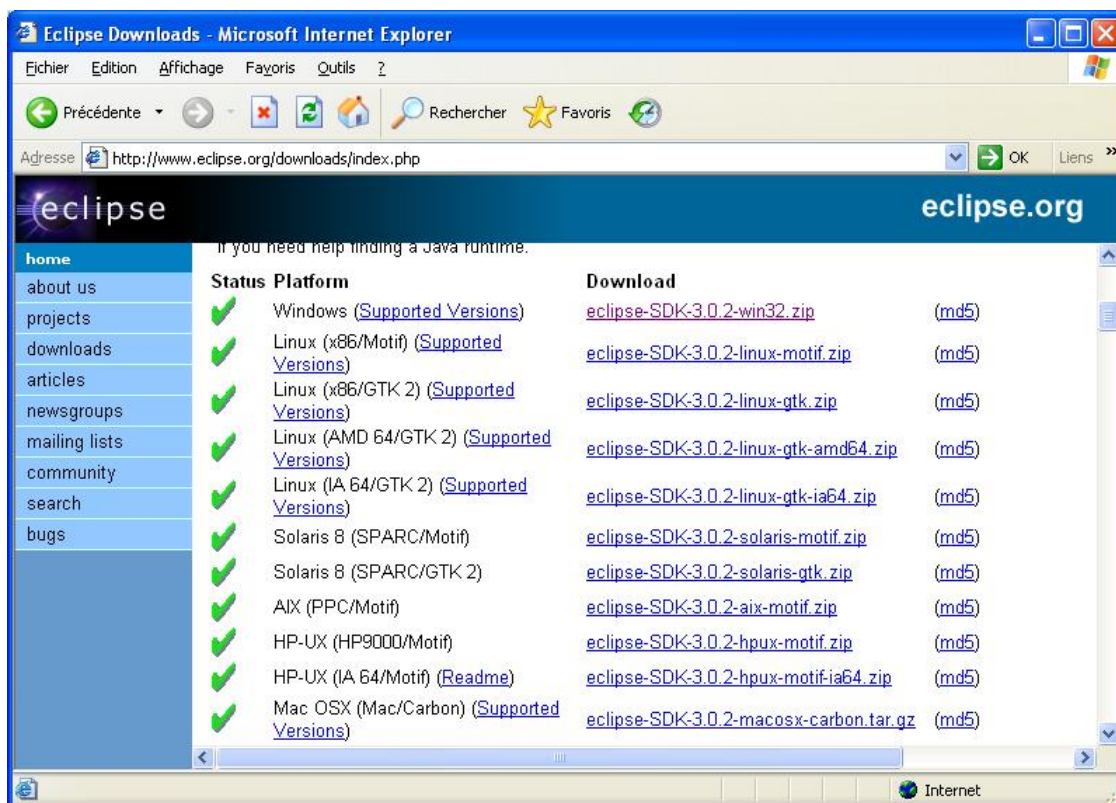 Eclipse Downloads - Microsoft Internet Explorer
Fichier Edition Affichage Favoris Outils ?
Précédente Rechercher Favoris
Adresse http://www.eclipse.org/downloads/index.php OK Liens »
eclipse eclipse.org
home
about us
projects
downloads
articles
newsgroups
mailing lists
community
search
bugs
if you need help finding a Java runtime.
Status Platform Download
Windows (Supported Versions) eclipse-SDK-3.0.2-win32.zip (md5)
Linux (x86/Motif) (Supported
Versions) eclipse-SDK-3.0.2-linux-motif.zip (md5)
Linux (x86/GTK 2) (Supported
Versions) eclipse-SDK-3.0.2-linux-gtk.zip (md5)
Linux (AMD 64/GTK 2) (Supported
Versions) eclipse-SDK-3.0.2-linux-gtk-amd64.zip (md5)
Linux (IA 64/GTK 2) (Supported
Versions) eclipse-SDK-3.0.2-linux-gtk-ia64.zip (md5)
Solaris 8 (SPARC/Motif) eclipse-SDK-3.0.2-solaris-motif.zip (md5)
Solaris 8 (SPARC/GTK 2) eclipse-SDK-3.0.2-solaris-gtk.zip (md5)
AIX (PPC/Motif) eclipse-SDK-3.0.2-aix-motif.zip (md5)
HP-UX (HP9000/Motif) eclipse-SDK-3.0.2-hpux-motif.zip (md5)
HP-UX (IA 64/Motif) (Readme) eclipse-SDK-3.0.2-hpux-motif-ia64.zip (md5)
Mac OSX (Mac/Carbon) (Supported
Versions) eclipse-SDK-3.0.2-macosx-carbon.tar.gz (md5)
Internet